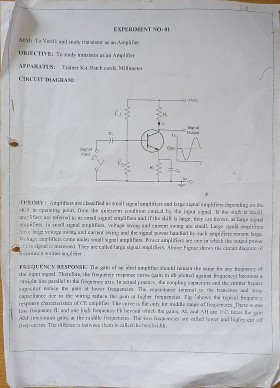 EXPERIMENT NO: 01
AIM: To Verify and study transistor as an Amplifier
OBJECTIVE: To study transistor as an Amplifier
APPARATUS: Trainer Kit, Patch cords, Millimeter
CIRCUIT DIAGRAM:
+VCC
R1
Signal
Output
C1
Signal
Input
THEORY: Amplifiers are classified as small signal amplifiers and large signal amplifiers depending on the
shift in operating point, from the quiescent condition caused by the input signal. If the shift is small,
amplifiers are referred to as small signal amplifiers and if the shift is large, they are known as large signal
amplifiers. In small signal amplifiers, voltage swing and current swing are small. Large signal amplifiers
have large voltage swing and current swing and the signal power handled by such amplifiers remain large.
Voltage amplifiers come under small signal amplifiers. Power amplifiers are one in which the output power
of the signal is increased. They are called large signal amplifiers. Above Figure shows the circuit diagram of
common emitter amplifier.
FREQUENCY RESPONSE: The gain of an ideal amplifier should remain the same for any frequency of
the input signal. Therefore, the frequency response curve (gain in dB plotted against frequency) becomes a
straight line parallel to the frequency axis. In actual practice, the coupling capacitors and the emitter bypass
capacitor reduce the gain at lower frequencies. The capacitance internal to the transistor and stray
capacitance due to the wiring reduce the gain at higher frequencies. Fig. shows the typical frequency
response characteristics of CE amplifier. The curve is flat only for middle range of frequencies. There is one
low frequency fL and one high frequency fh beyond which the gains, AL and AH are 1/√2 times the gain
AM (maximum gain) at the middle frequencies. The two frequencies are called lower and higher cut off
frequencies. The difference between them is called the bandwidth.